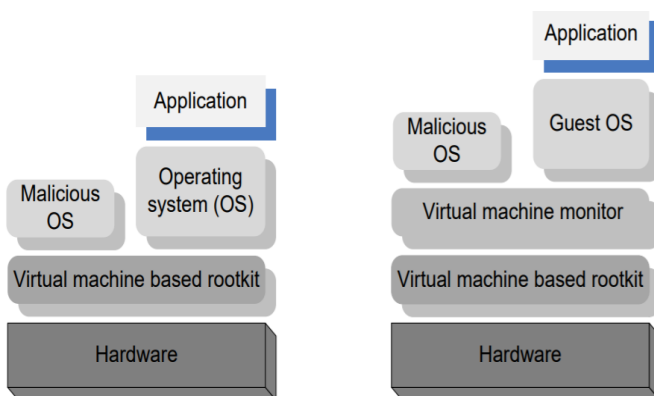 Application
Malicious
OS
Operating
system (OS)
Virtual machine based rootkit
Hardware
Application
Malicious
OS
Guest OS
Virtual machine monitor
Virtual machine based rootkit
Hardware